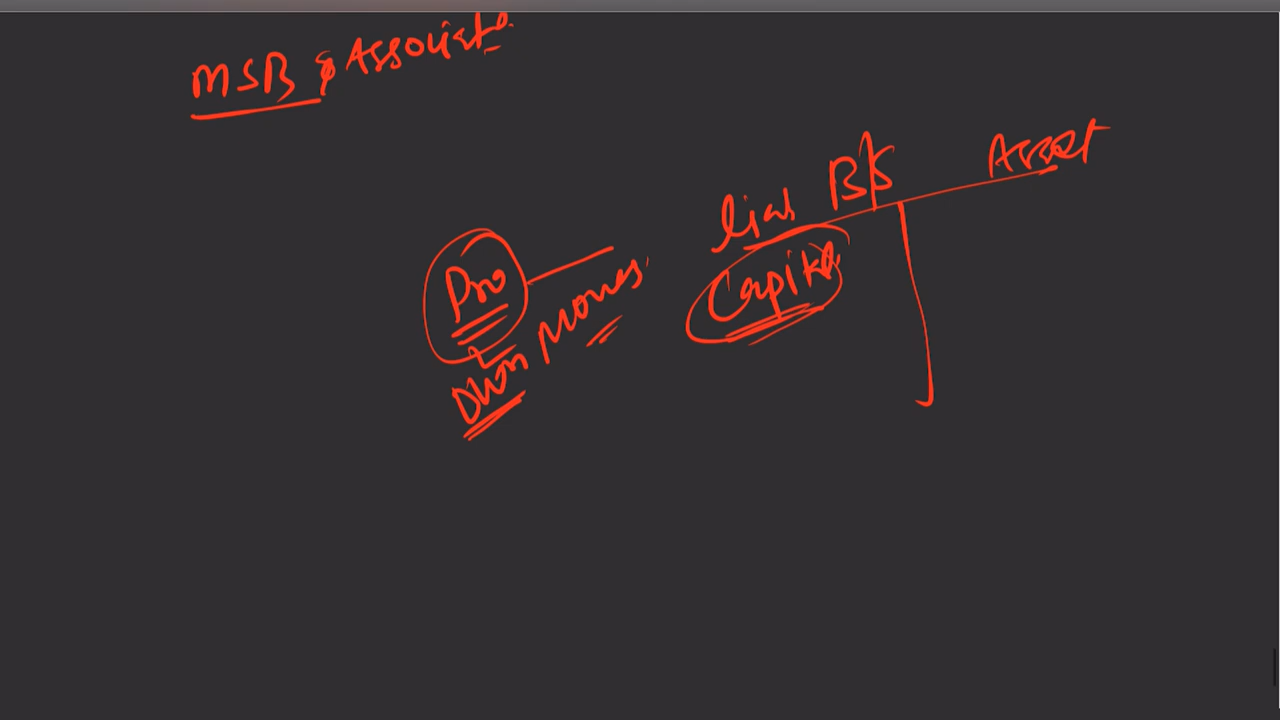 MSB & Associate
Liab B/S Asset
Capital
Pro
Own Money